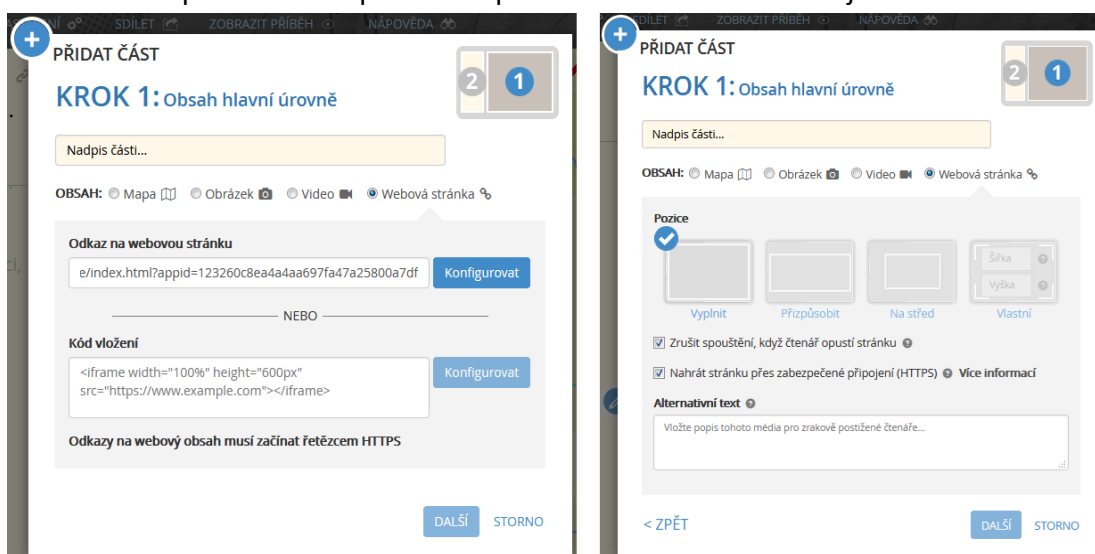 SDÍLET
ZOBRAZIT PŘÍBĚH
NÁPOVĚDA
+
PŘIDAT ČÁST
KROK 1: Obsah hlavní úrovně
2 1
Nadpis části...
OBSAH: Mapa Obrázek Video Webová stránka
Odkaz na webovou stránku
e/index.html?appid=123260c8ea4a4aa697fa47a25800a7df Konfigurovat
NEBO
Kód vložení
<iframe width="100%" height="600px"
src="https://www.example.com"></iframe>
Konfigurovat
Odkazy na webový obsah musí začínat řetězcem HTTPS
DALŠÍ STORNO
SDÍLET
ZOBRAZIT PŘÍBĚH
NÁPOVĚDA
+
PŘIDAT ČÁST
KROK 1: Obsah hlavní úrovně
2 1
Nadpis části...
OBSAH: Mapa Obrázek Video Webová stránka
Pozice
Šířka ?
Výška ?
Vyplnit Přizpůsobit Na střed Vlastní
Zrušit spouštění, když čtenář opustí stránku ?
Nahrát stránku přes zabezpečené připojení (HTTPS) ? Více informací
Alternativní text ?
Vložte popis tohoto média pro zrakově postižené čtenáře...
< ZPĚT DALŠÍ STORNO